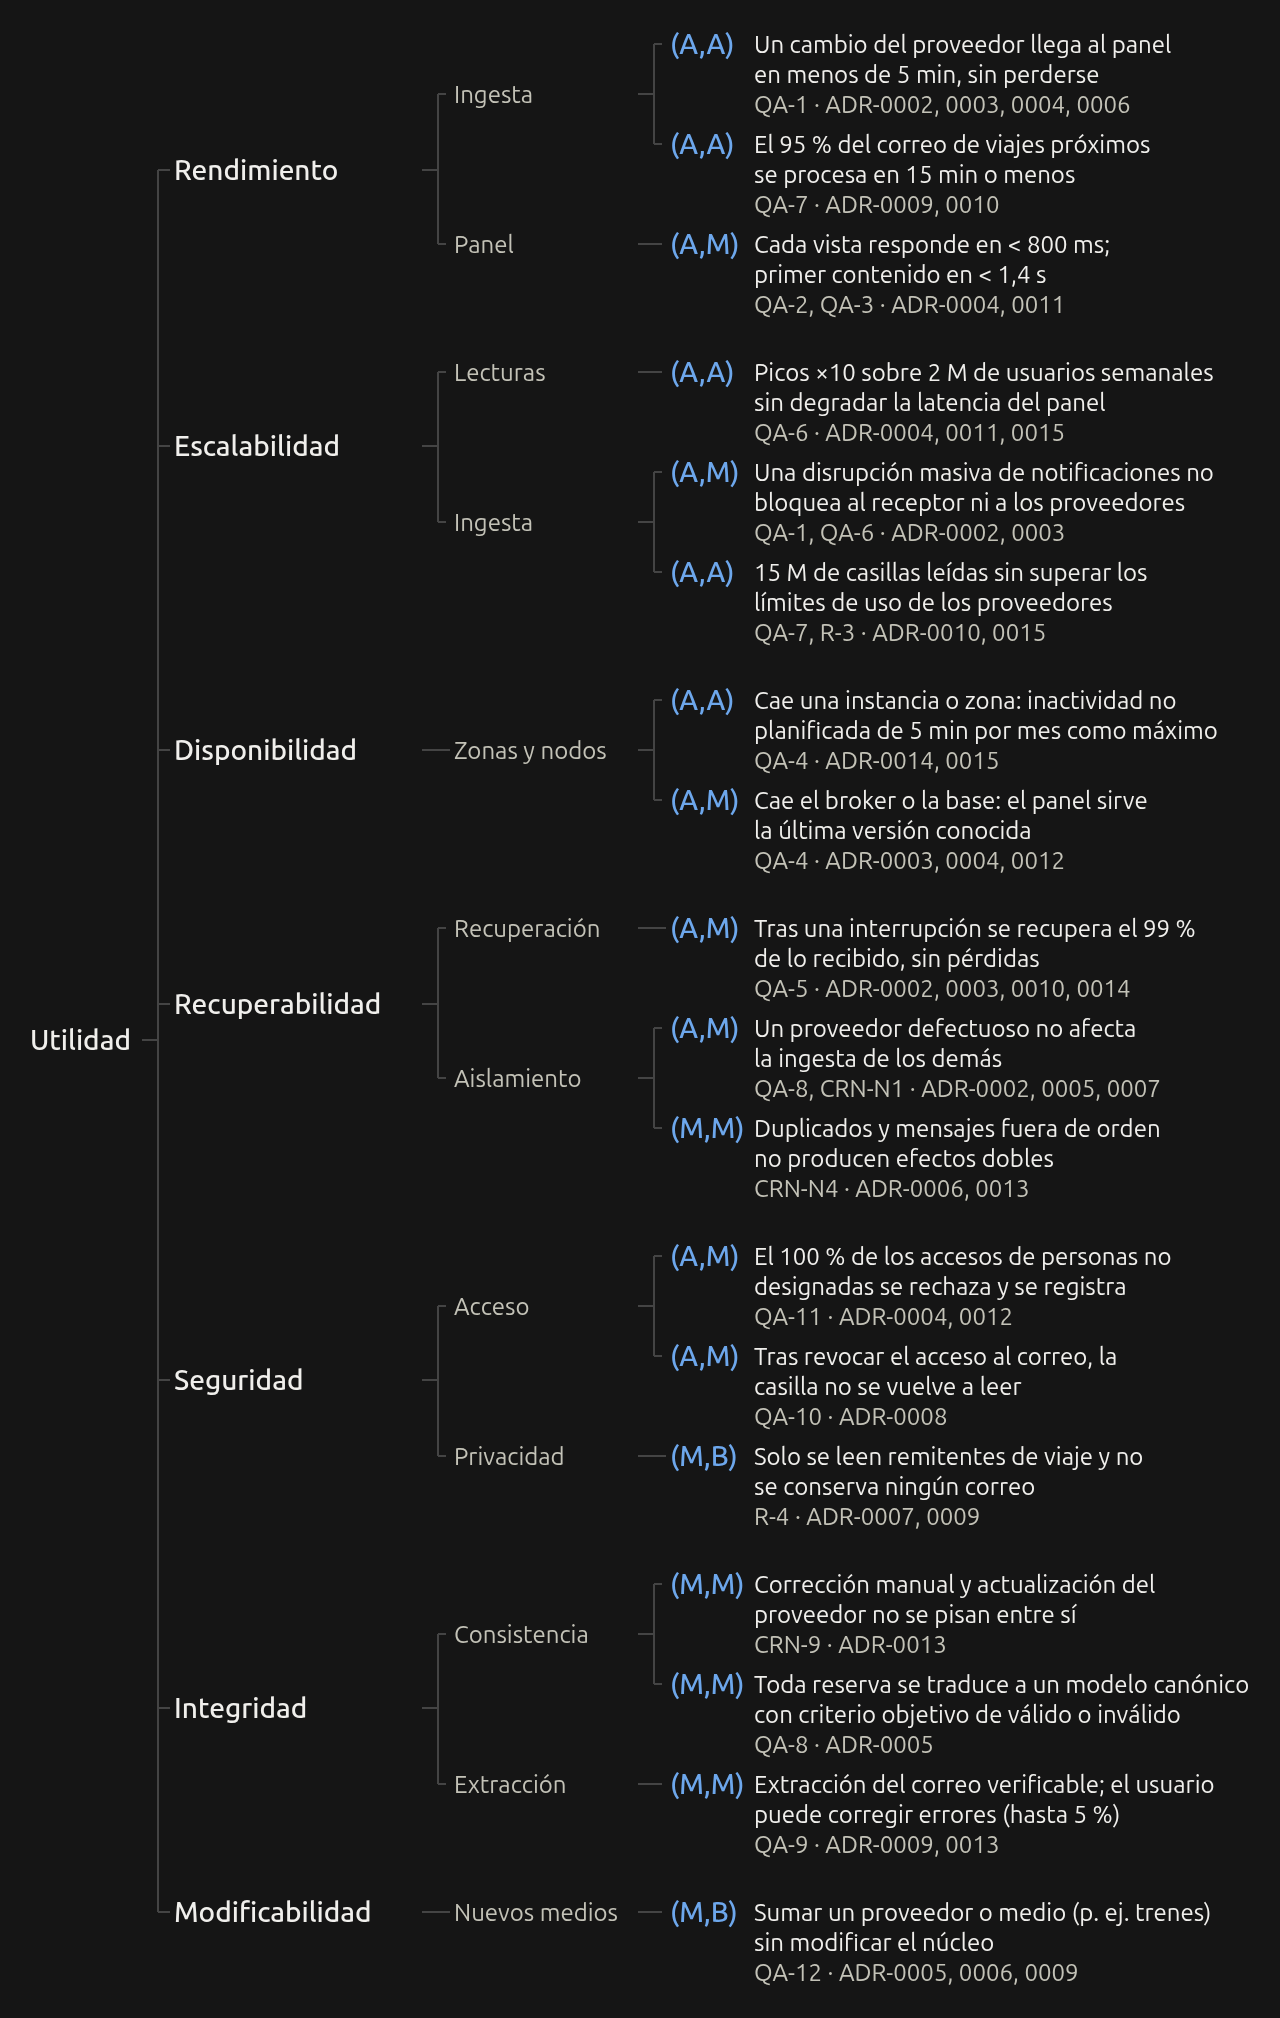 Utilidad
Rendimiento
Ingesta
(A,A) Un cambio del proveedor llega al panel
en menos de 5 min, sin perderse
QA-1 · ADR-0002, 0003, 0004, 0006
(A,A) El 95 % del correo de viajes próximos
se procesa en 15 min o menos
QA-7 · ADR-0009, 0010
Panel
(A,M) Cada vista responde en < 800 ms;
primer contenido en < 1,4 s
QA-2, QA-3 · ADR-0004, 0011
Escalabilidad
Lecturas
(A,A) Picos ×10 sobre 2 M de usuarios semanales
sin degradar la latencia del panel
QA-6 · ADR-0004, 0011, 0015
Ingesta
(A,M) Una disrupción masiva de notificaciones no
bloquea al receptor ni a los proveedores
QA-1, QA-6 · ADR-0002, 0003
(A,A) 15 M de casillas leídas sin superar los
límites de uso de los proveedores
QA-7, R-3 · ADR-0010, 0015
Disponibilidad
Zonas y nodos
(A,A) Cae una instancia o zona: inactividad no
planificada de 5 min por mes como máximo
QA-4 · ADR-0014, 0015
(A,M) Cae el broker o la base: el panel sirve
la última versión conocida
QA-4 · ADR-0003, 0004, 0012
Recuperabilidad
Recuperación
(A,M) Tras una interrupción se recupera el 99 %
de lo recibido, sin pérdidas
QA-5 · ADR-0002, 0003, 0010, 0014
Aislamiento
(A,M) Un proveedor defectuoso no afecta
la ingesta de los demás
QA-8, CRN-N1 · ADR-0002, 0005, 0007
(M,M) Duplicados y mensajes fuera de orden
no producen efectos dobles
CRN-N4 · ADR-0006, 0013
Seguridad
Acceso
(A,M) El 100 % de los accesos de personas no
designadas se rechaza y se registra
QA-11 · ADR-0004, 0012
(A,M) Tras revocar el acceso al correo, la
casilla no se vuelve a leer
QA-10 · ADR-0008
Privacidad
(M,B) Solo se leen remitentes de viaje y no
se conserva ningún correo
R-4 · ADR-0007, 0009
Integridad
Consistencia
(M,M) Corrección manual y actualización del
proveedor no se pisan entre sí
CRN-9 · ADR-0013
(M,M) Toda reserva se traduce a un modelo canónico
con criterio objetivo de válido o inválido
QA-8 · ADR-0005
Extracción
(M,M) Extracción del correo verificable; el usuario
puede corregir errores (hasta 5 %)
QA-9 · ADR-0009, 0013
Modificabilidad
Nuevos medios
(M,B) Sumar un proveedor o medio (p. ej. trenes)
sin modificar el núcleo
QA-12 · ADR-0005, 0006, 0009